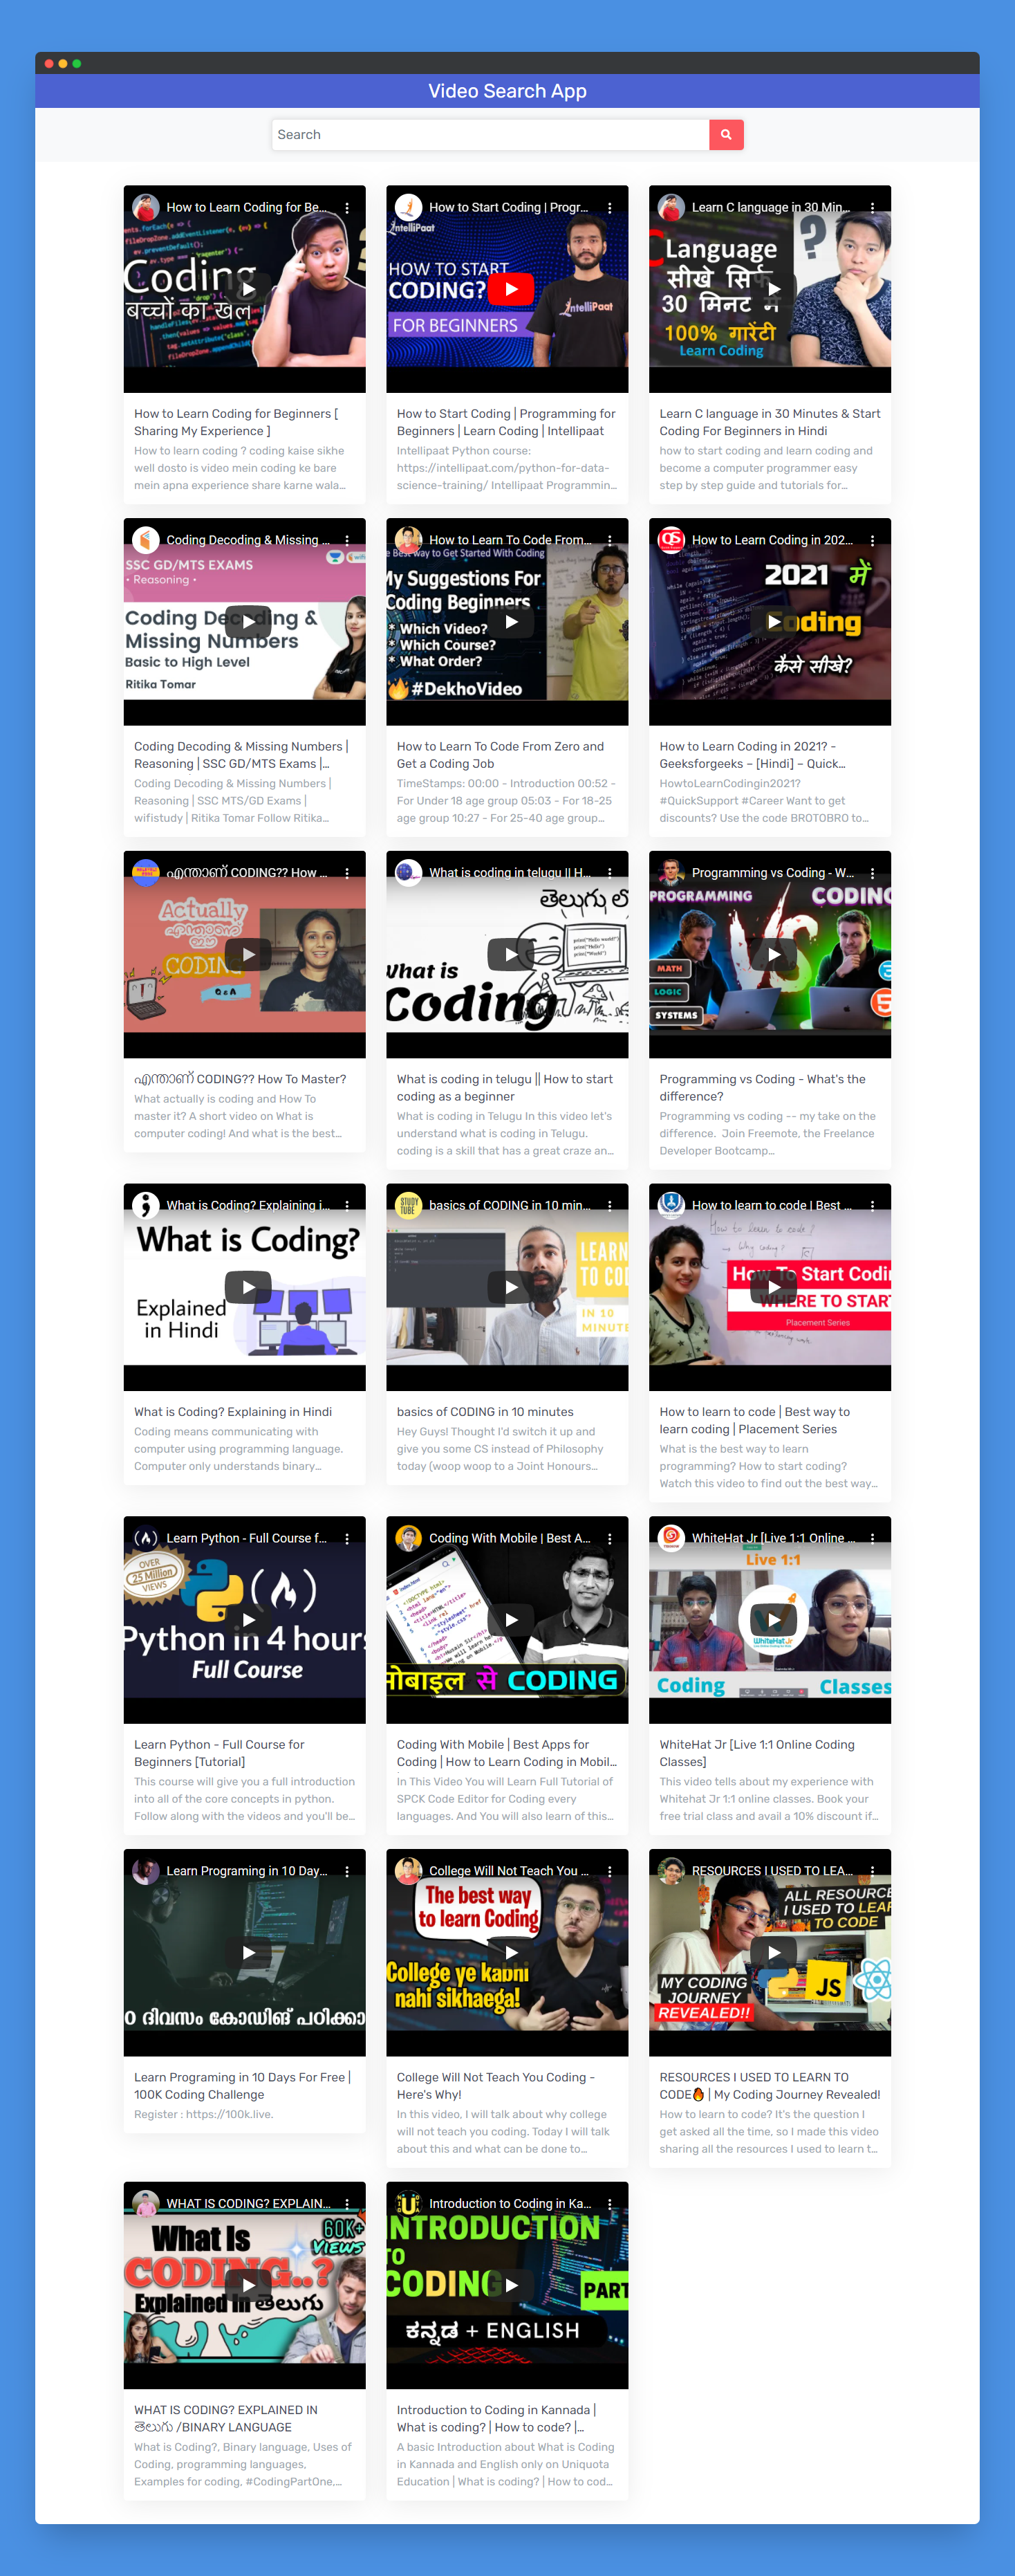 Video Search App
Search
How to Learn Coding for Be...
Coding
बच्चों का खेल
How to Learn Coding for Beginners [
Sharing My Experience ]
How to learn coding ? coding kaise sikhe
well dosto is video mein coding ke bare
mein apna experience share karne wala...
How to Start Coding | Progr...
IntelliPaat
HOW TO START
CODING?
FOR BEGINNERS
IntelliPaat
How to Start Coding | Programming for
Beginners | Learn Coding | Intellipaat
Intellipaat Python course:
https://intellipaat.com/python-for-data-
science-training/ Intellipaat Programmin...
Learn C language in 30 Min...
C Language
सीखे सिर्फ
30 मिनट में
100% गारेंटी
Learn Coding
Learn C language in 30 Minutes & Start
Coding For Beginners in Hindi
how to start coding and learn coding and
become a computer programmer easy
step by step guide and tutorials for...
Coding Decoding & Missing ...
SSC GD/MTS EXAMS
• Reasoning •
Coding Decoding &
Missing Numbers
Basic to High Level
Ritika Tomar
Coding Decoding & Missing Numbers |
Reasoning | SSC GD/MTS Exams |...
Coding Decoding & Missing Numbers |
Reasoning | SSC MTS/GD Exams |
wifistudy | Ritika Tomar Follow Ritika...
How to Learn To Code From...
e Best way to Get Started With Coding
My Suggestions For
Coding Beginners
* Which Video?
* Which Course?
* What Order?
🔥#DekhoVideo
How to Learn To Code From Zero and
Get a Coding Job
TimeStamps: 00:00 - Introduction 00:52 -
For Under 18 age group 05:03 - For 18-25
age group 10:27 - For 25-40 age group...
How to Learn Coding in 202...
QS
2021 में
Coding
कैसे सीखे?
How to Learn Coding in 2021? -
Geeksforgeeks – [Hindi] – Quick...
HowtoLearnCodingin2021?
#QuickSupport #Career Want to get
discounts? Use the code BROTOBRO to...
എന്താണ് CODING?? How ...
Actually
എന്താണ്
ഈ
CODING
Q & A
എന്താണ് CODING?? How To Master?
What actually is coding and How To
master it? A short video on What is
computer coding! And what is the best...
What is coding in telugu || H...
తెలుగు లో
What is
Coding
What is coding in telugu || How to start
coding as a beginner
What is coding in Telugu In this video let's
understand what is coding in Telugu.
coding is a skill that has a great craze an...
Programming vs Coding - W...
PROGRAMMING
CODING
VS
MATH
LOGIC
SYSTEMS
Programming vs Coding - What's the
difference?
Programming vs coding -- my take on the
difference. Join Freemote, the Freelance
Developer Bootcamp...
What is Coding? Explaining i...
What is Coding?
Explained
in Hindi
What is Coding? Explaining in Hindi
Coding means communicating with
computer using programming language.
Computer only understands binary...
STUDY
TUBE
basics of CODING in 10 min...
LEARN
TO COD
IN 10
MINUTE
basics of CODING in 10 minutes
Hey Guys! Thought I'd switch it up and
give you some CS instead of Philosophy
today (woop woop to a Joint Honours...
How to learn to code | Best ...
How to learn to code?
How To Start Codin
WHERE TO START
Placement Series
How to learn to code | Best way to
learn coding | Placement Series
What is the best way to learn
programming? How to start coding?
Watch this video to find out the best way...
Learn Python - Full Course f...
OVER
25 Million
VIEWS
Python in 4 hours
Full Course
Learn Python - Full Course for
Beginners [Tutorial]
This course will give you a full introduction
into all of the core concepts in python.
Follow along with the videos and you'll be...
Coding With Mobile | Best A...
मोबाइल से CODING
Coding With Mobile | Best Apps for
Coding | How to Learn Coding in Mobil...
In This Video You will Learn Full Tutorial of
SPCK Code Editor for Coding every
languages. And You will also learn of this...
WhiteHat Jr [Live 1:1 Online ...
Live 1:1
WhiteHat Jr
Coding
Classes
WhiteHat Jr [Live 1:1 Online Coding
Classes]
This video tells about my experience with
Whitehat Jr 1:1 online classes. Book your
free trial class and avail a 10% discount if...
Learn Programing in 10 Day...
0 ദിവസം കോഡിങ് പഠിക്കാ
Learn Programing in 10 Days For Free |
100K Coding Challenge
Register : https://100k.live.
College Will Not Teach You ...
The best way
to learn Coding
College ye kabhi
nahi sikhaega!
College Will Not Teach You Coding -
Here's Why!
In this video, I will talk about why college
will not teach you coding. Today I will talk
about this and what can be done to...
RESOURCES I USED TO LEA...
ALL RESOURCE
I USED TO LEAR
TO CODE
MY CODING
JOURNEY
REVEALED!!
JS
RESOURCES I USED TO LEARN TO
CODE🔥 | My Coding Journey Revealed!
How to learn to code? It's the question I
get asked all the time, so I made this video
sharing all the resources I used to learn t...
WHAT IS CODING? EXPLAIN...
What Is
60K+
VIEWS
CODING..?
Explained In తెలుగు
WHAT IS CODING? EXPLAINED IN
తెలుగు /BINARY LANGUAGE
What is Coding?, Binary language, Uses of
Coding, programming languages,
Examples for coding, #CodingPartOne,...
Introduction to Coding in Ka...
INTRODUCTION
TO
CODING
PART
ಕನ್ನಡ + ENGLISH
Introduction to Coding in Kannada |
What is coding? | How to code? |...
A basic Introduction about What is Coding
in Kannada and English only on Uniquota
Education | What is coding? | How to cod...